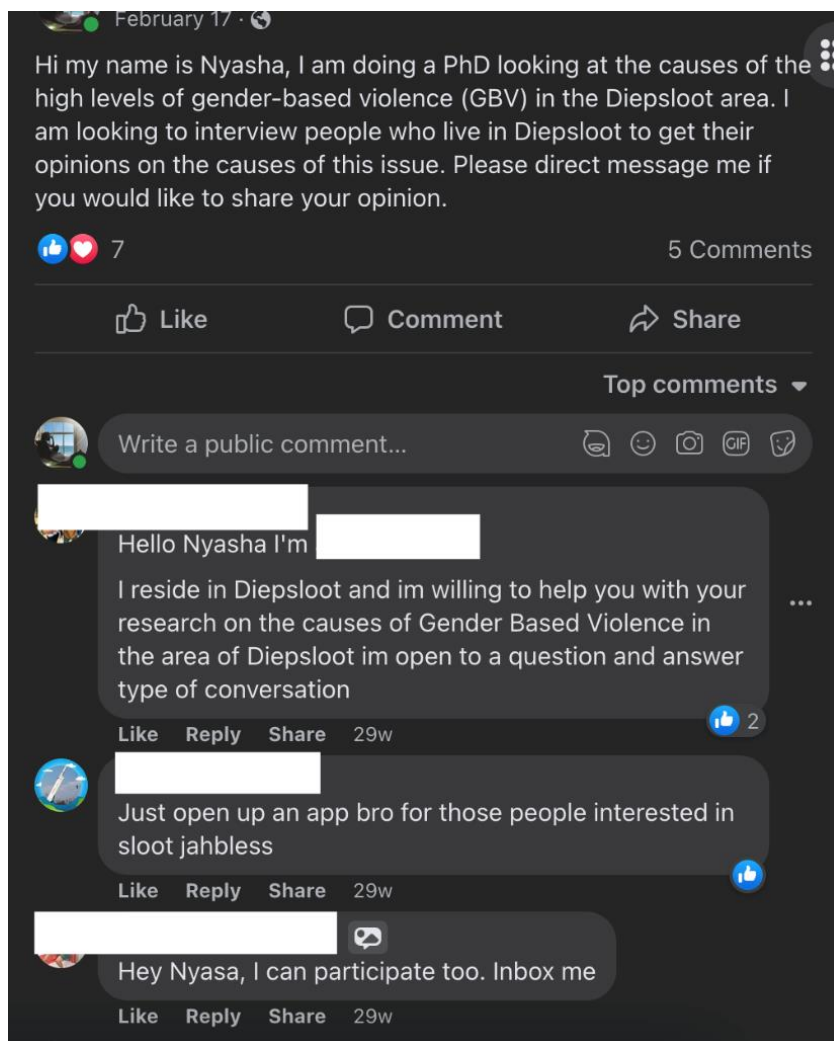 February 17 ·
Hi my name is Nyasha, I am doing a PhD looking at the causes of the
high levels of gender-based violence (GBV) in the Diepsloot area. I
am looking to interview people who live in Diepsloot to get their
opinions on the causes of this issue. Please direct message me if
you would like to share your opinion.
7
5 Comments
Like
Comment
Share
Top comments
Write a public comment...
GIF
Hello Nyasha I'm
I reside in Diepsloot and im willing to help you with your
research on the causes of Gender Based Violence in
the area of Diepsloot im open to a question and answer
type of conversation
2
Like Reply Share 29w
Just open up an app bro for those people interested in
sloot jahbless
Like Reply Share 29w
Hey Nyasa, I can participate too. Inbox me
Like Reply Share 29w